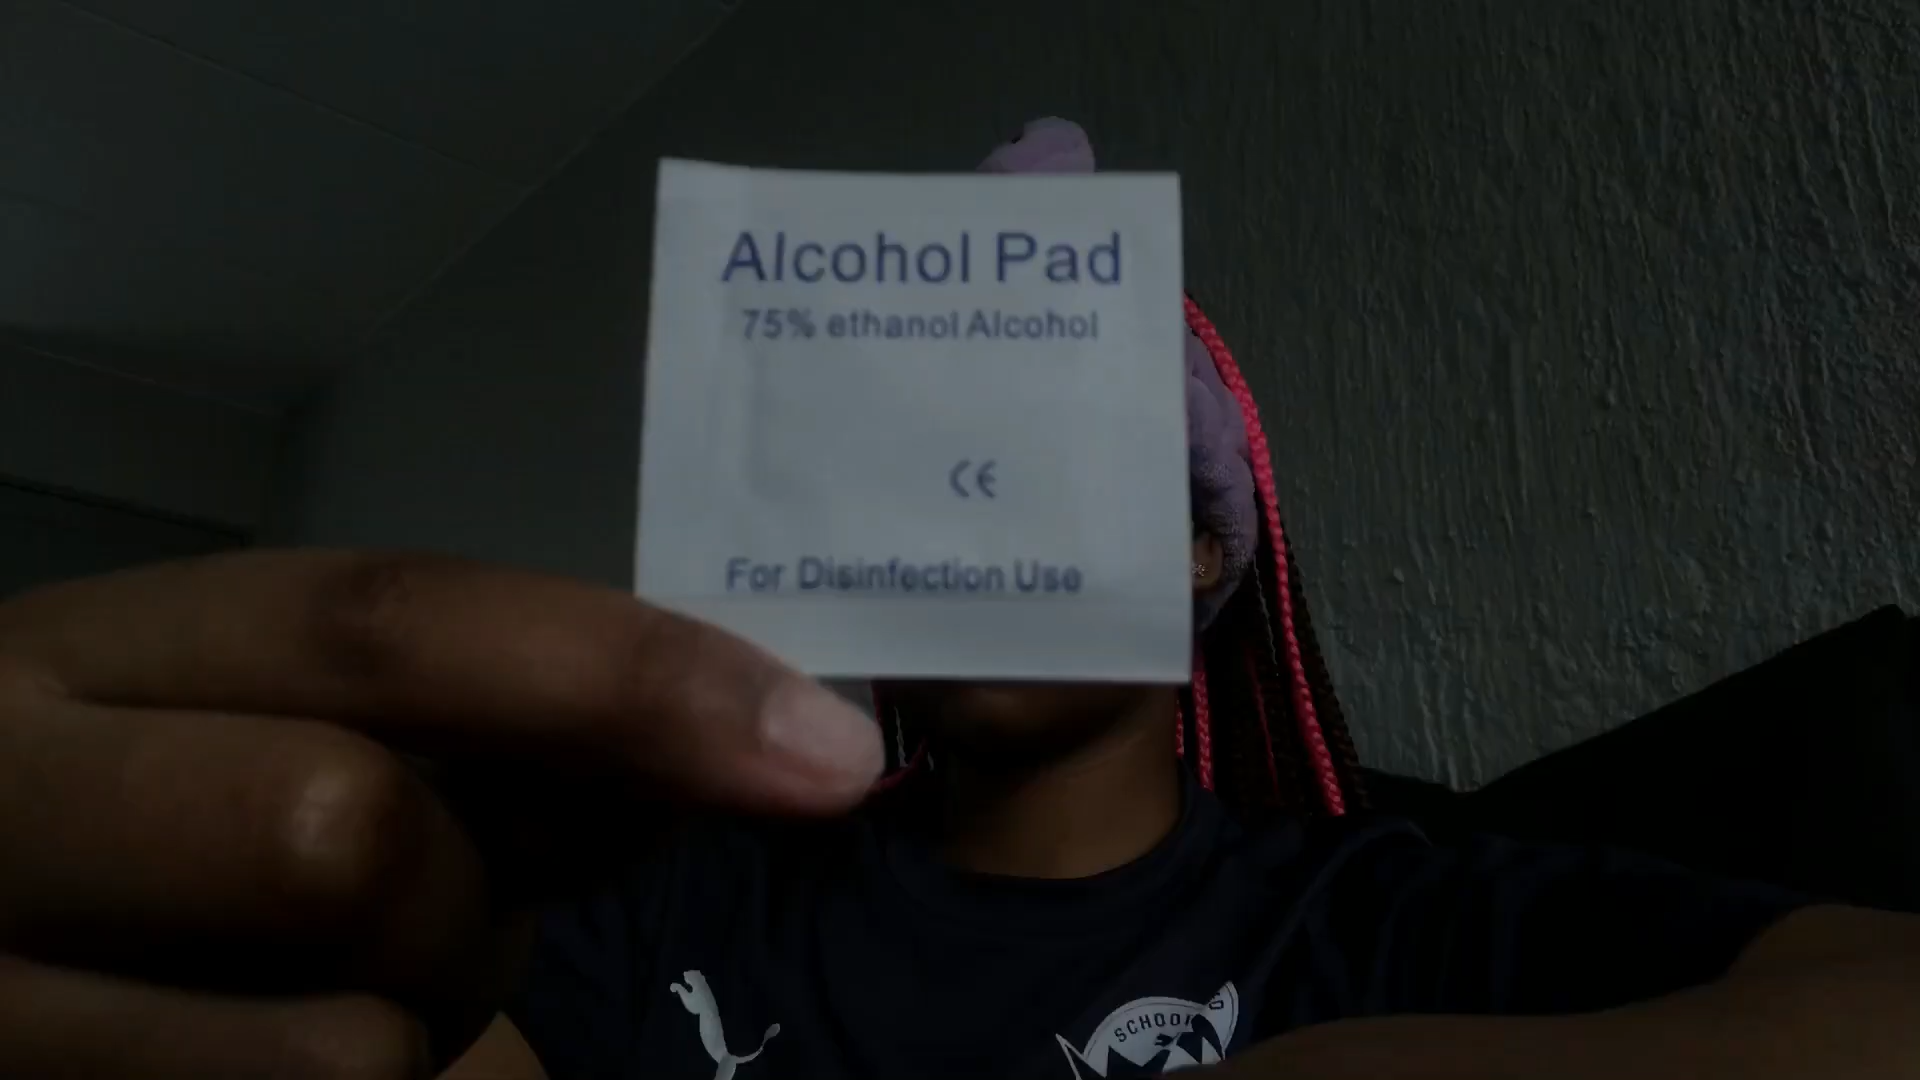 Alcohol Pad
75% ethanol Alcohol
CE
For Disinfection Use